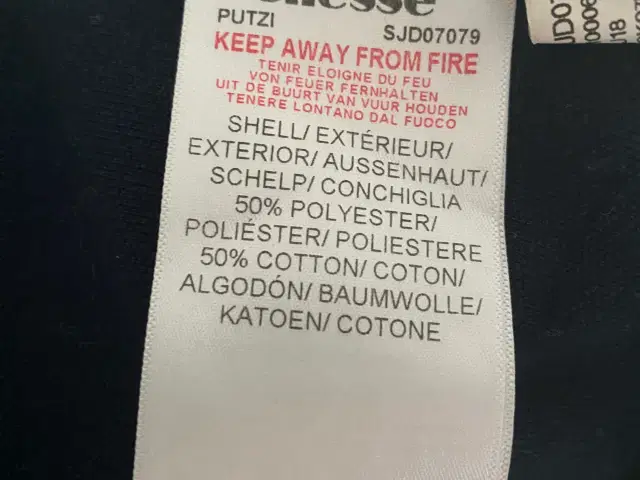 PUTZI SJD07079
KEEP AWAY FROM FIRE
TENIR ELOIGNE DU FEU
VON FEUER FERNHALTEN
UIT DE BUURT VAN VUUR HOUDEN
TENERE LONTANO DAL FUOCO
SHELL/ EXTÉRIEUR/
EXTERIOR/ AUSSENHAUT/
SCHELP/ CONCHIGLIA
50% POLYESTER/
POLIÉSTER/ POLIESTERE
50% COTTON/ COTON/
ALGODÓN/ BAUMWOLLE/
KATOEN/ COTONE